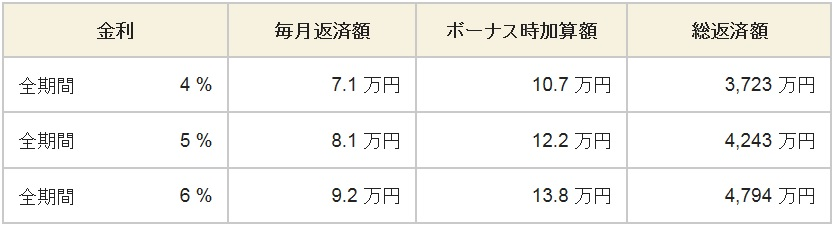 金利 毎月返済額 ボーナス時加算額 総返済額
全期間 4 % 7.1 万円 10.7 万円 3,723 万円
全期間 5 % 8.1 万円 12.2 万円 4,243 万円
全期間 6 % 9.2 万円 13.8 万円 4,794 万円